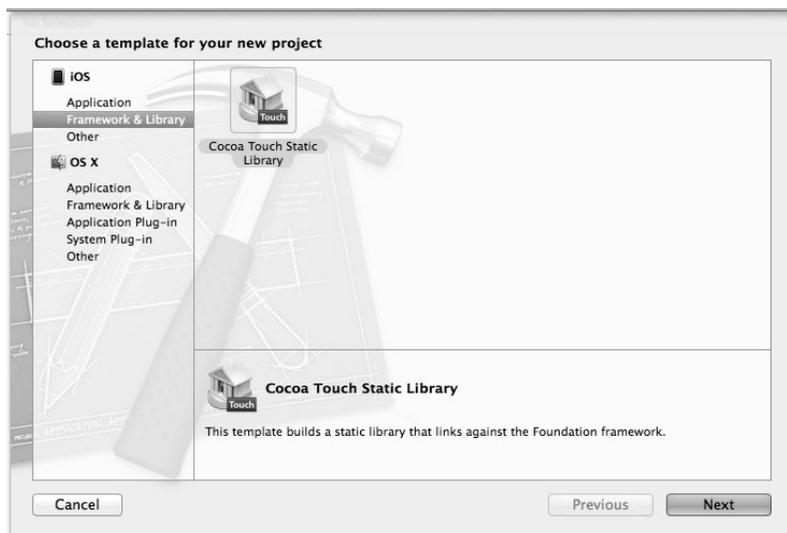 No Selection
Choose a template for your new project
iOS
Application
Framework & Library
Other
OS X
Application
Framework & Library
Application Plug-in
System Plug-in
Other
Touch
Cocoa Touch Static
Library
Touch
Cocoa Touch Static Library
This template builds a static library that links against the Foundation framework.
Cancel
Previous
Next